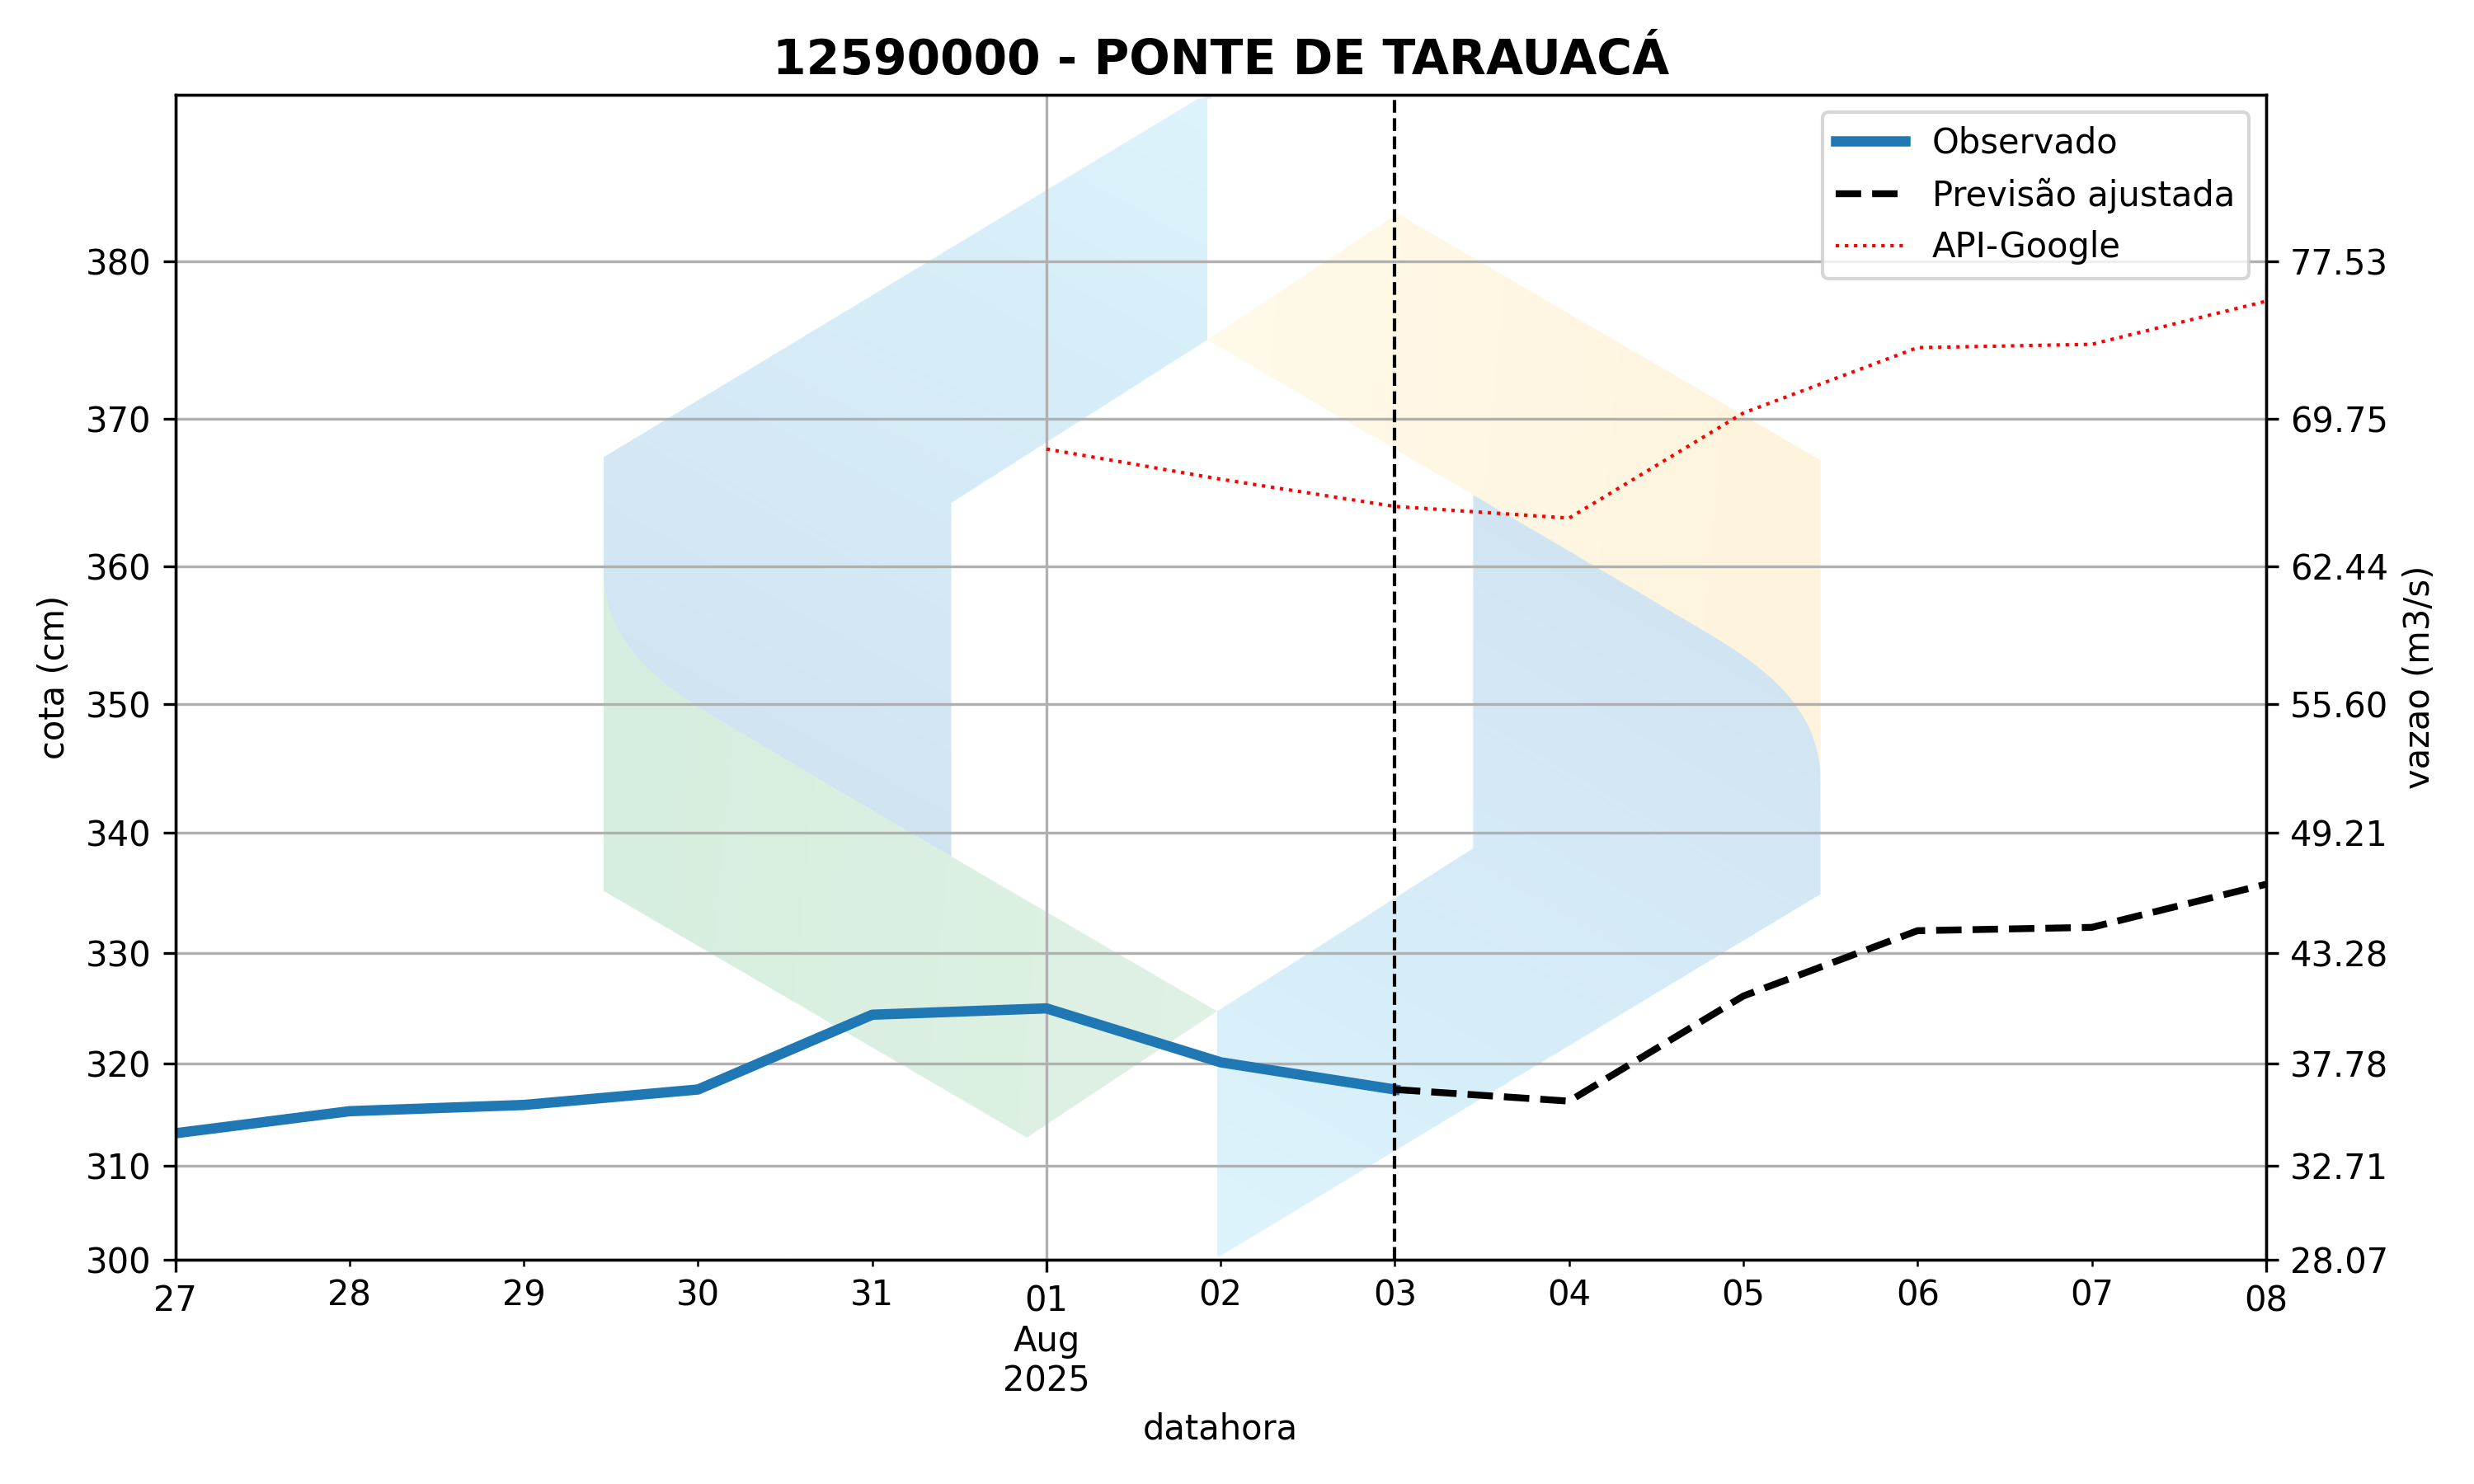 12590000 - PONTE DE TARAUACÁ
Observado
Previsão ajustada
API-Google
380
370
360
350
340
330
320
310
300
cota (cm)
77.53
69.75
62.44
55.60
49.21
43.28
37.78
32.71
28.07
vazao (m3/s)
27 28 29 30 31 01 02 03 04 05 06 07 08
Aug
2025
datahora